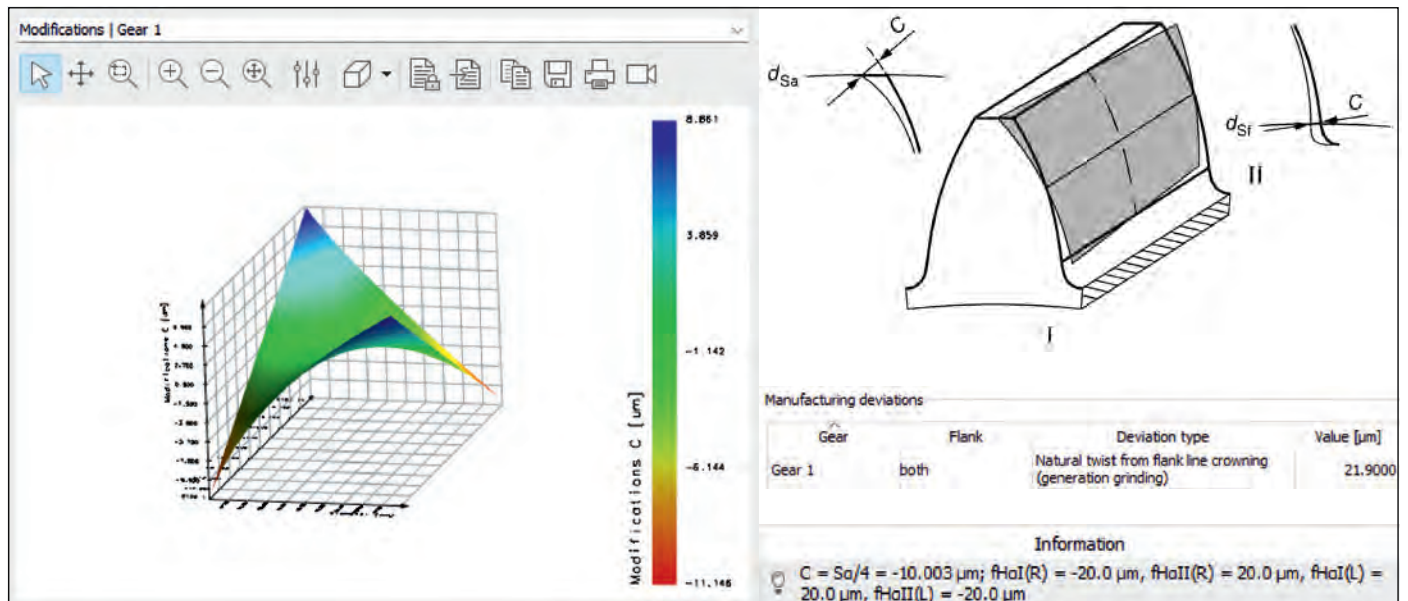 Modifications | Gear 1
8.861
3.859
-1.142
-6.144
-11.146
Modifications C [um]
Modifications C [um]
C
dSa
C
dSf
II
I
Manufacturing deviations
Gear Flank Deviation type Value [µm]
Gear 1 both Natural twist from flank line crowning
(generation grinding) 21.9000
Information
C = Sα/4 = -10.003 µm; fHαI(R) = -20.0 µm, fHαII(R) = 20.0 µm, fHαI(L) =
20.0 µm, fHαII(L) = -20.0 µm